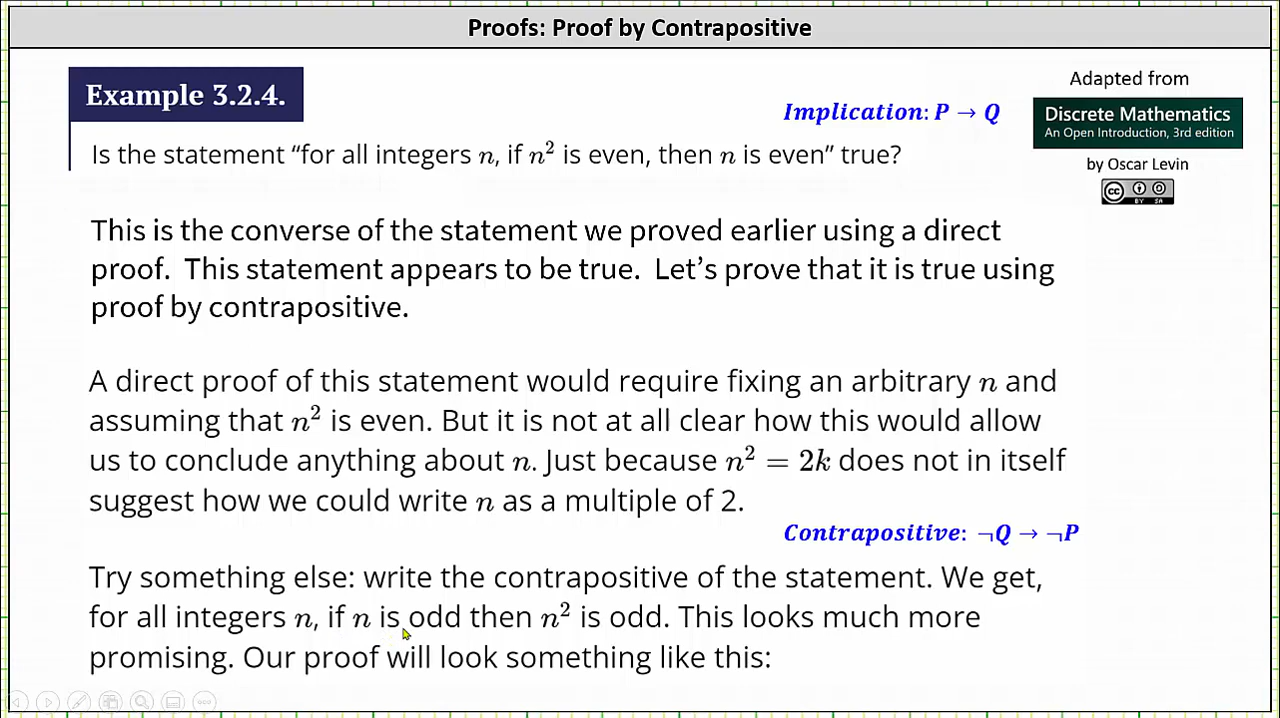 Proofs: Proof by Contrapositive
Example 3.2.4.
Implication: P → Q
Adapted from
Discrete Mathematics
An Open Introduction, 3rd edition
by Oscar Levin
CC BY SA
Is the statement “for all integers n, if n² is even, then n is even” true?
This is the converse of the statement we proved earlier using a direct
proof. This statement appears to be true. Let’s prove that it is true using
proof by contrapositive.
A direct proof of this statement would require fixing an arbitrary n and
assuming that n² is even. But it is not at all clear how this would allow
us to conclude anything about n. Just because n² = 2k does not in itself
suggest how we could write n as a multiple of 2.
Contrapositive: ¬Q → ¬P
Try something else: write the contrapositive of the statement. We get,
for all integers n, if n is odd then n² is odd. This looks much more
promising. Our proof will look something like this: